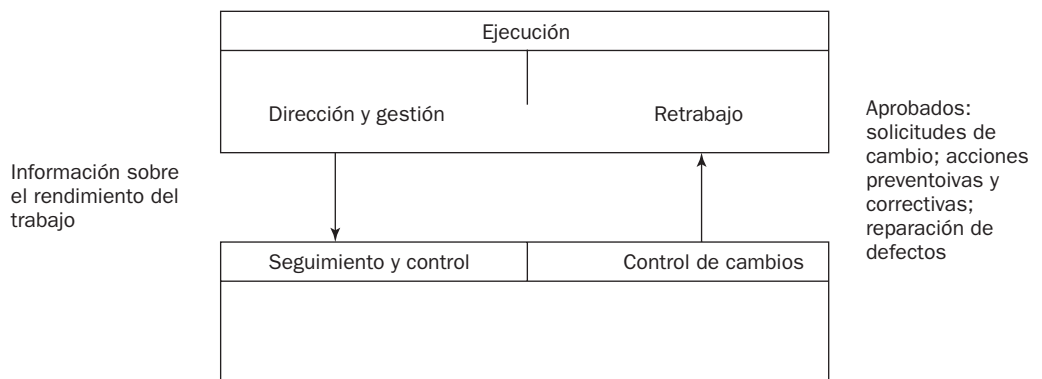 Ejecución
Dirección y gestión
Retrabajo
Información sobre
el rendimiento del
trabajo
Aprobados:
solicitudes de
cambio; acciones
preventoivas y
correctivas;
reparación de
defectos
Seguimiento y control
Control de cambios